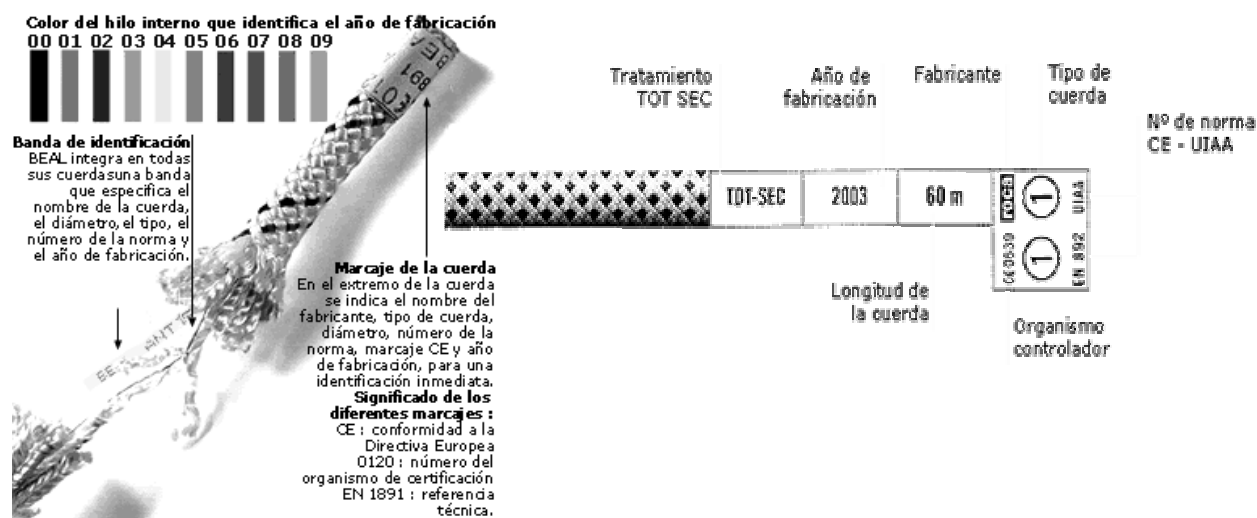 Color del hilo interno que identifica el año de fabricación
00 01 02 03 04 05 06 07 08 09
Banda de identificación
BEAL integra en todas
sus cuerdasuna banda
que especifica el
nombre de la cuerda,
el diámetro,el tipo, el
número de la norma y
el año de fabricación.
Marcaje de la cuerda
En el extremo de la cuerda
se indica el nombre del
fabricante, tipo de cuerda,
diámetro, número de la
norma, marcaje CE y año
de fabricación, para una
identificación inmediata.
Significado de los
diferentes marcajes :
CE : conformidad a la
Directiva Europea
0120 : número del
organismo de certificación
EN 1891 : referencia
técnica.
Tratamiento
TOT SEC
Año de
fabricación
Fabricante
Tipo de
cuerda
Nº de norma
CE - UIAA
TOT-SEC
2003
60 m
roca
1
UIAA
CE-0639
1
EN 892
Longitud de
la cuerda
Organismo
controlador